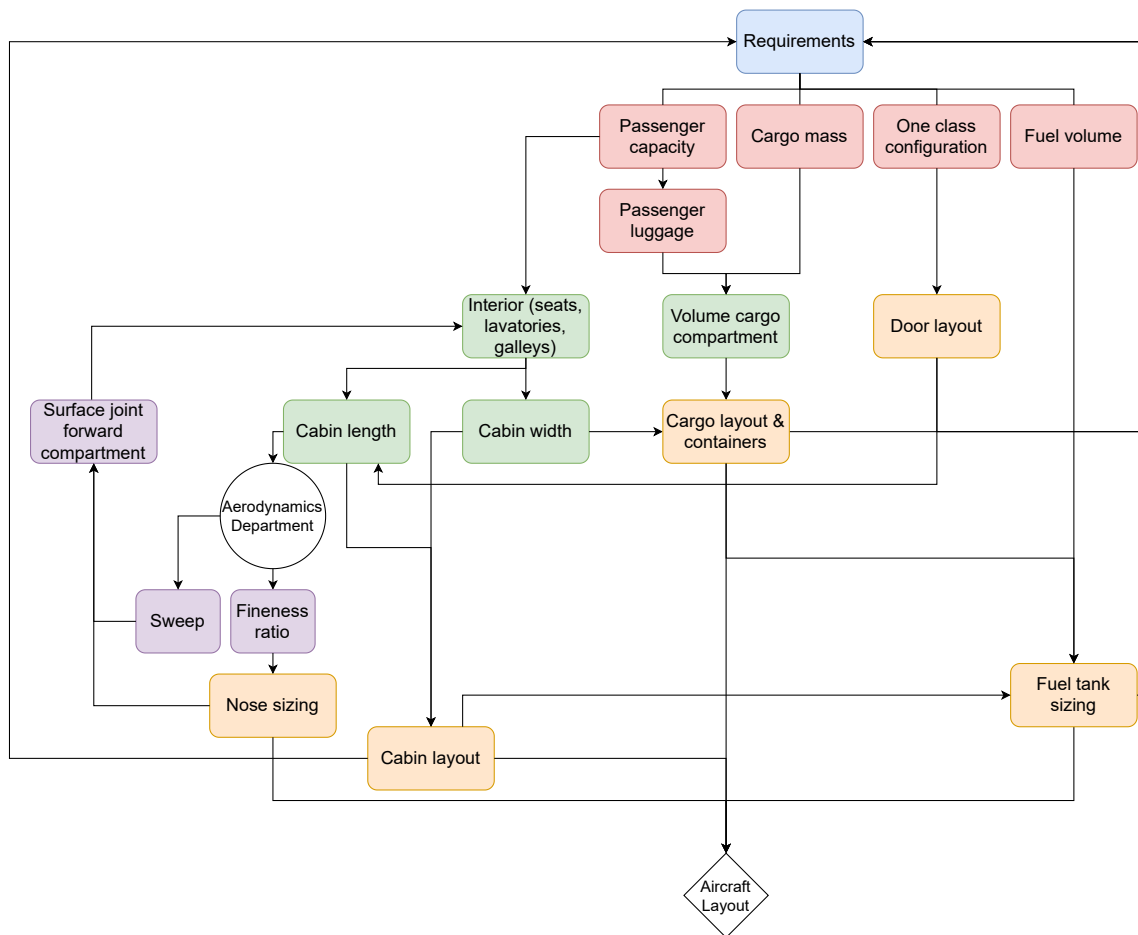 Requirements
Passenger
capacity
Cargo mass
One class
configuration
Fuel volume
Passenger
luggage
Interior (seats,
lavatories,
galleys)
Volume cargo
compartment
Door layout
Surface joint
forward
compartment
Cabin length
Cabin width
Cargo layout &
containers
Aerodynamics
Department
Sweep
Fineness
ratio
Nose sizing
Fuel tank
sizing
Cabin layout
Aircraft
Layout